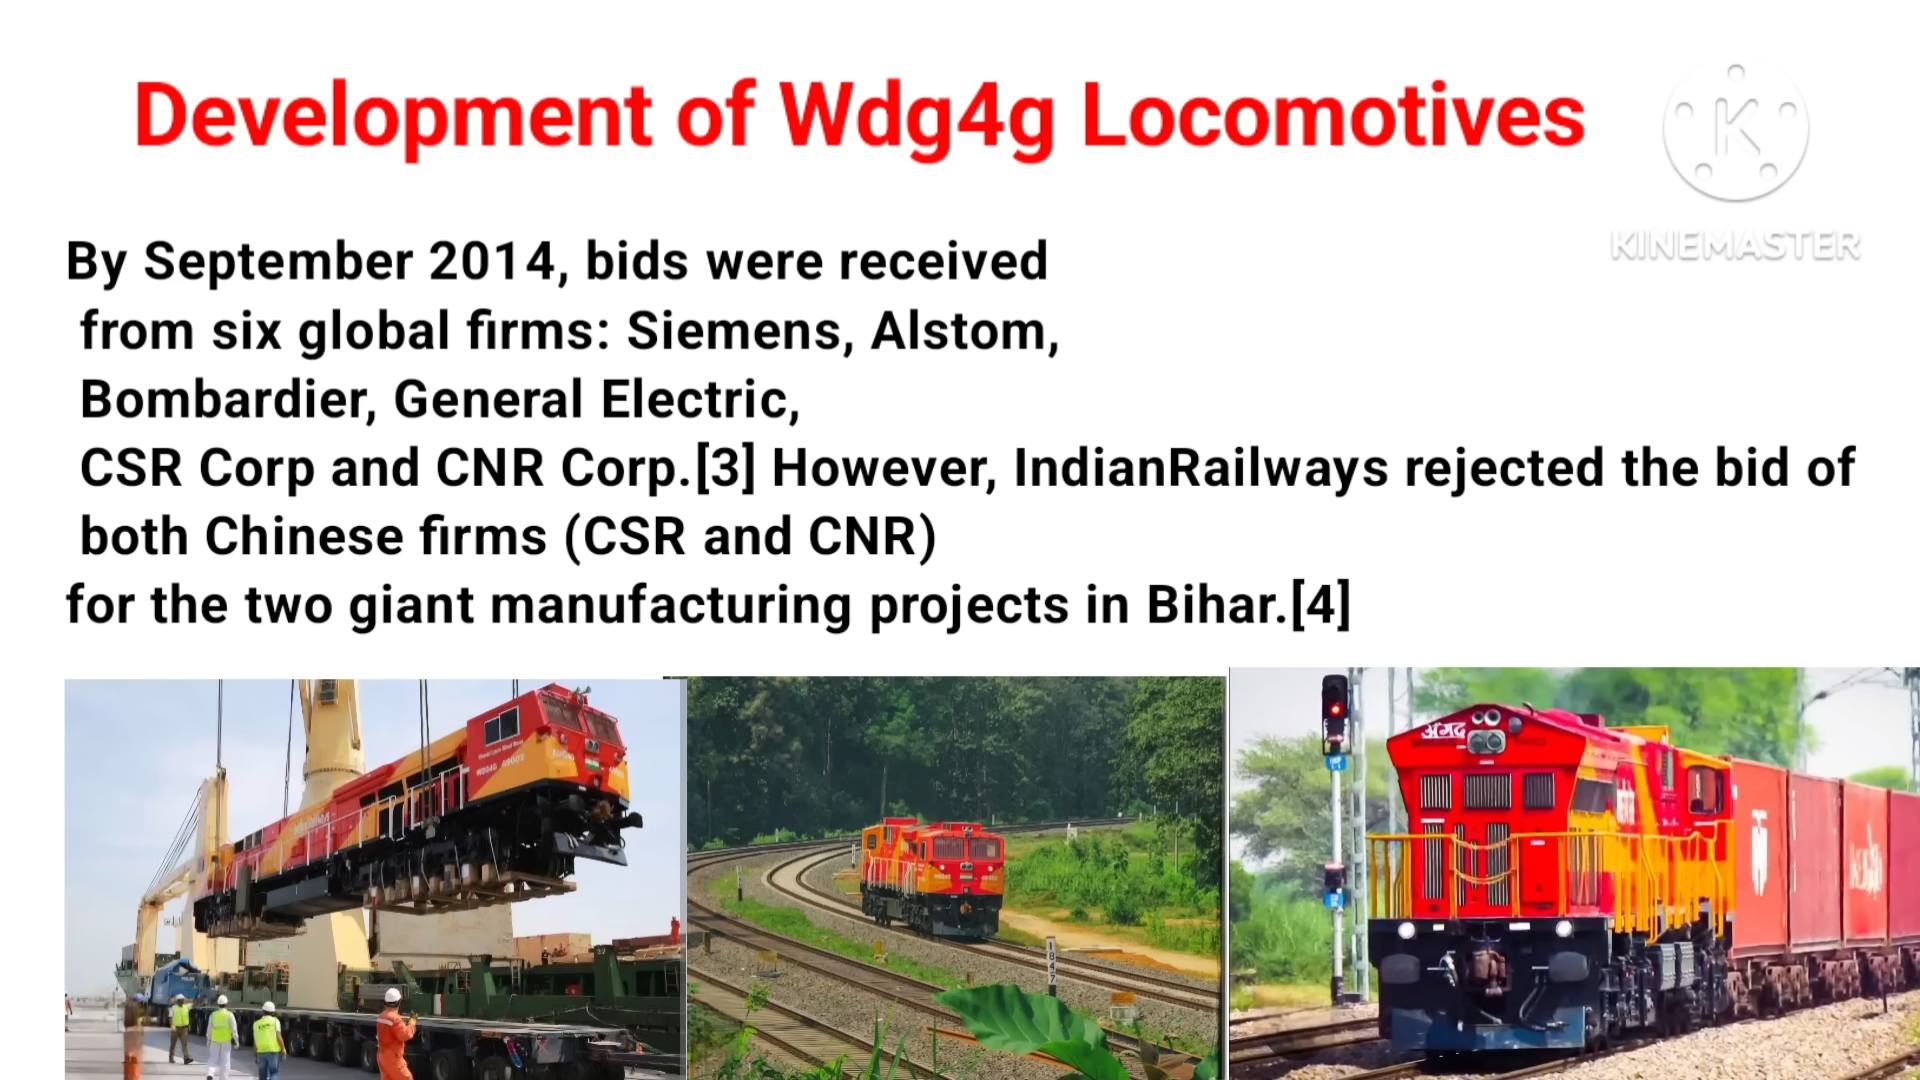 Development of Wdg4g Locomotives
K
KINEMASTER
By September 2014, bids were received
from six global firms: Siemens, Alstom,
Bombardier, General Electric,
CSR Corp and CNR Corp.[3] However, IndianRailways rejected the bid of
both Chinese firms (CSR and CNR)
for the two giant manufacturing projects in Bihar.[4]
अंगद
1847